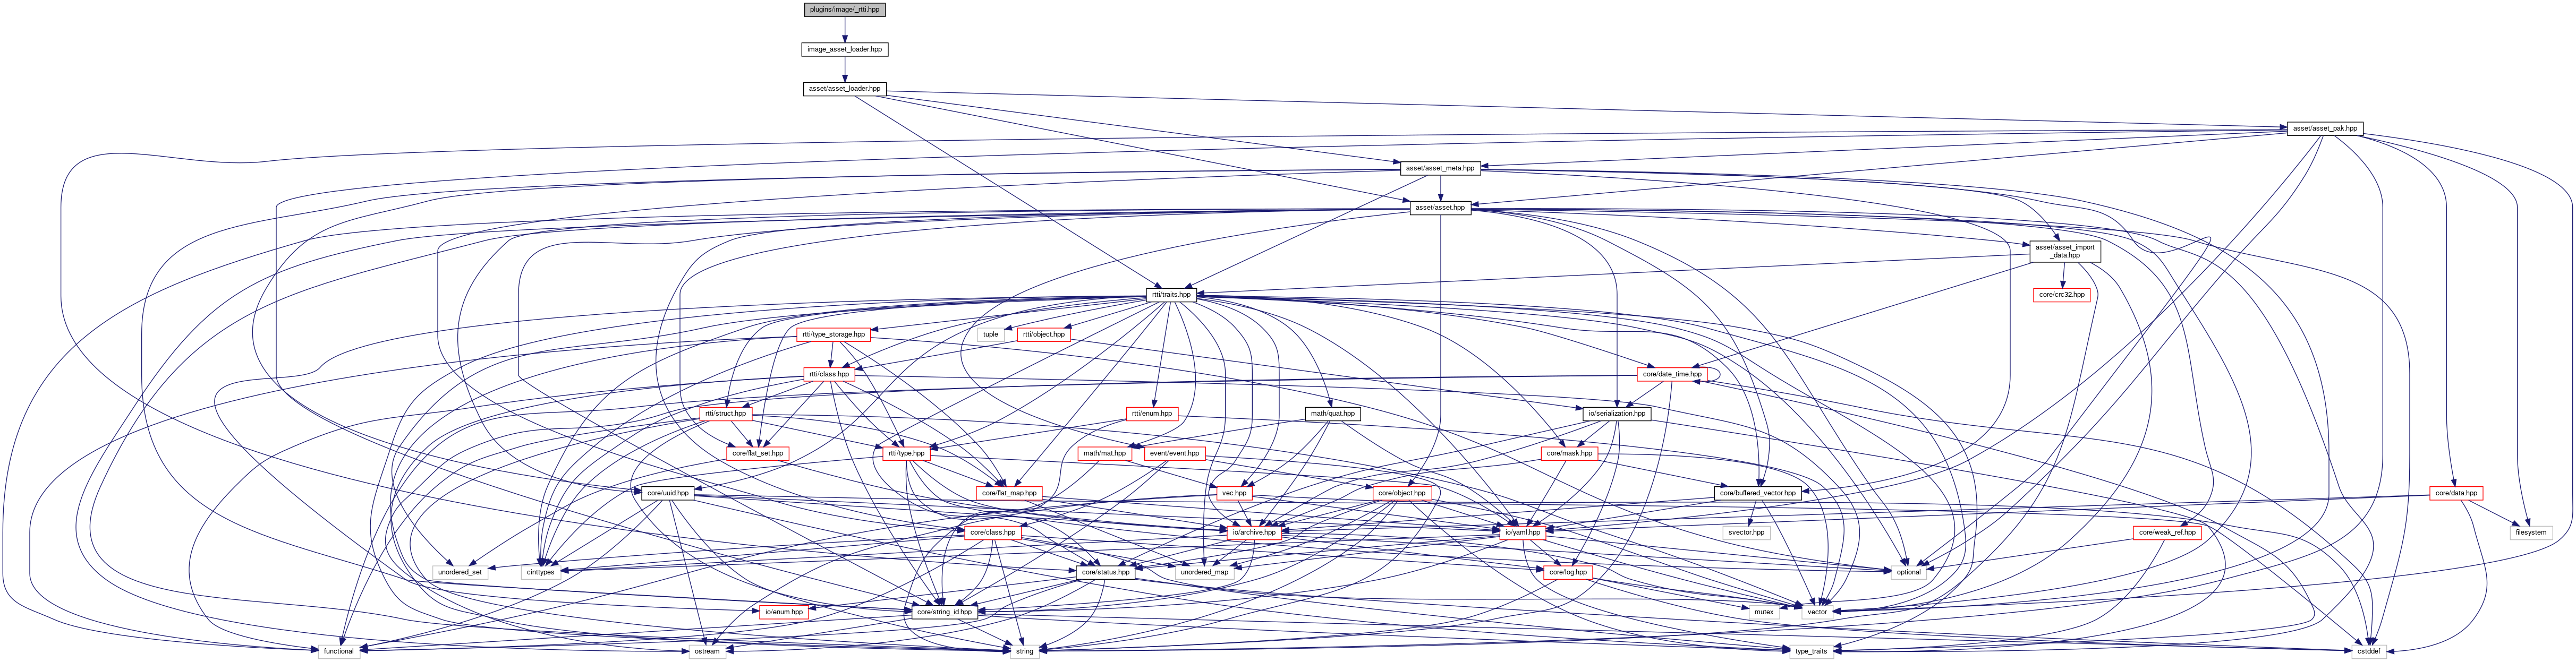 plugins/image/_rtti.hpp
image_asset_loader.hpp
asset/asset_loader.hpp
asset/asset_pak.hpp
asset/asset_meta.hpp
asset/asset.hpp
asset/asset_import
_data.hpp
rtti/traits.hpp
core/crc32.hpp
rtti/type_storage.hpp
tuple
rtti/object.hpp
rtti/class.hpp
core/date_time.hpp
rtti/struct.hpp
rtti/enum.hpp
math/quat.hpp
io/serialization.hpp
core/flat_set.hpp
rtti/type.hpp
math/mat.hpp
event/event.hpp
core/mask.hpp
core/uuid.hpp
core/flat_map.hpp
vec.hpp
core/object.hpp
core/buffered_vector.hpp
core/data.hpp
core/class.hpp
io/archive.hpp
io/yaml.hpp
svector.hpp
core/weak_ref.hpp
filesystem
unordered_set
cinttypes
core/status.hpp
unordered_map
core/log.hpp
optional
io/enum.hpp
core/string_id.hpp
mutex
vector
functional
ostream
string
type_traits
cstddef